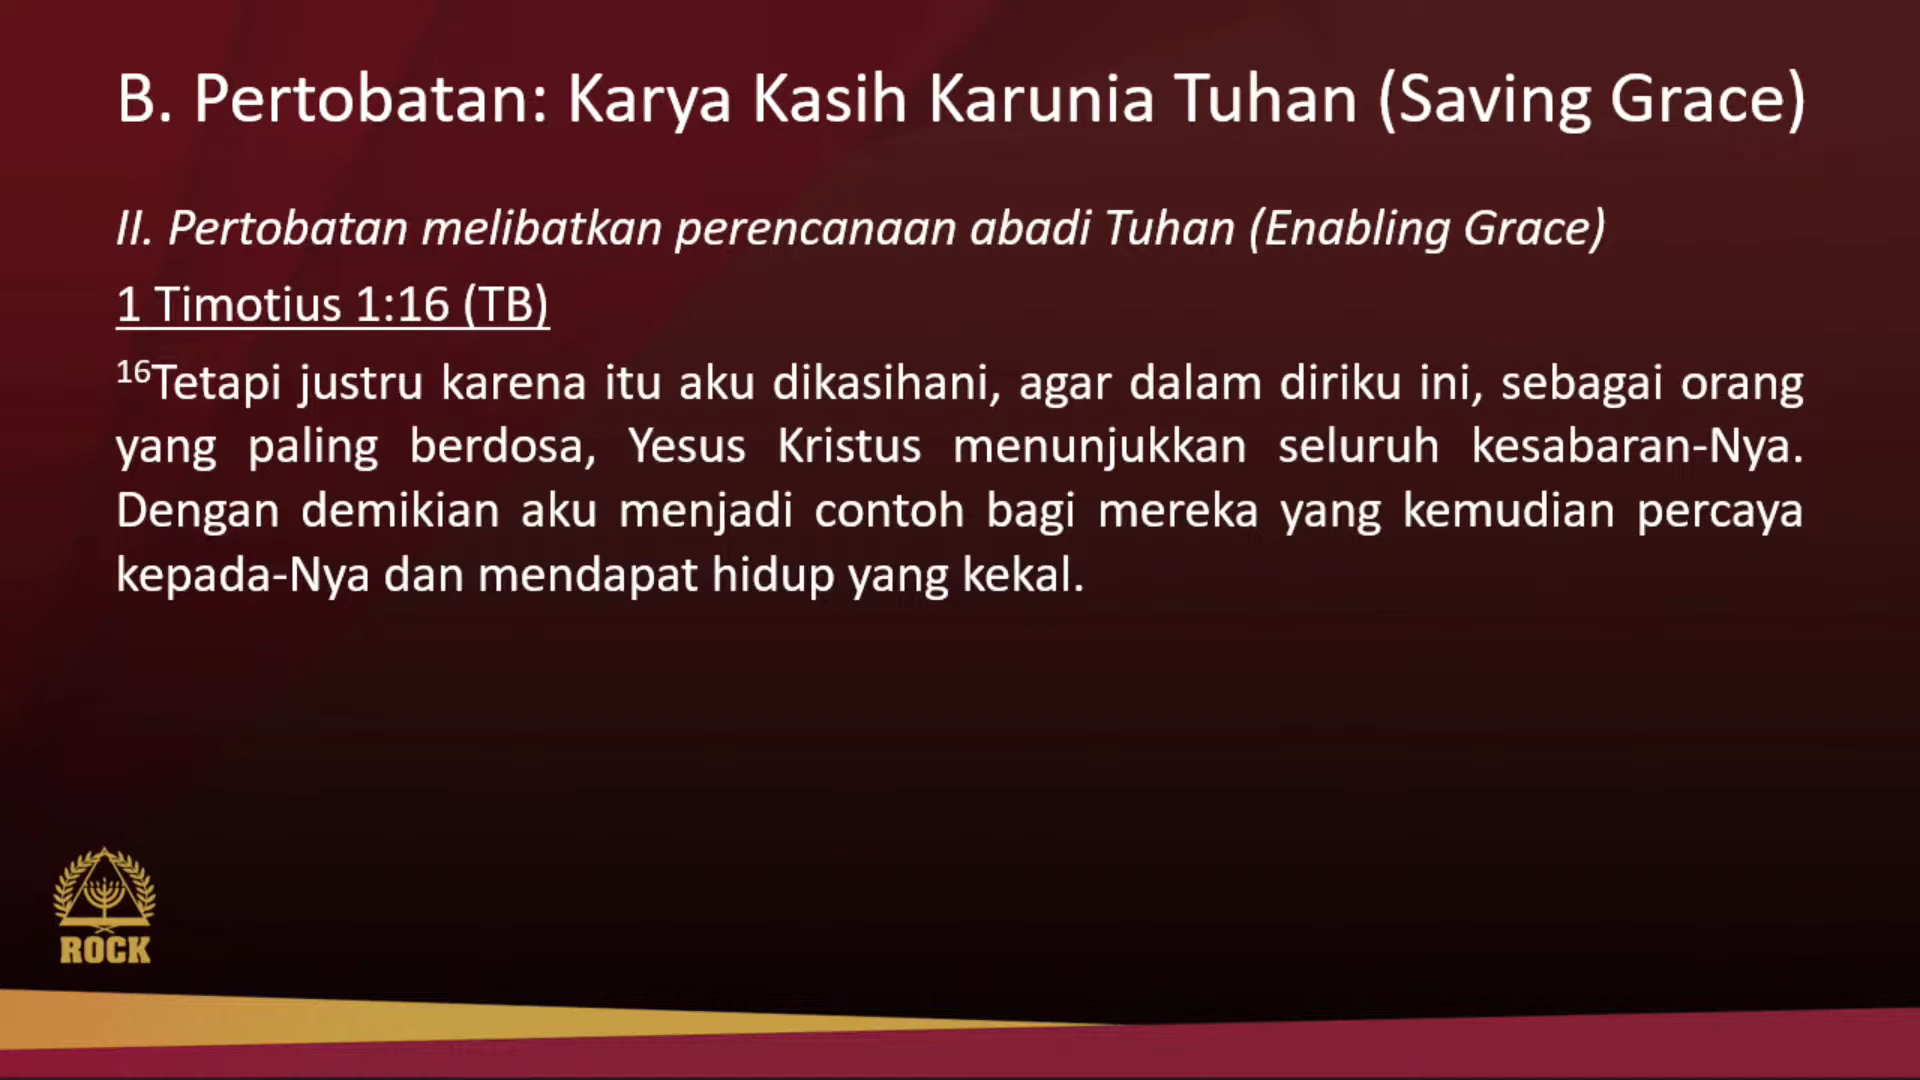 B. Pertobatan: Karya Kasih Karunia Tuhan (Saving Grace)
II. Pertobatan melibatkan perencanaan abadi Tuhan (Enabling Grace)
1 Timotius 1:16 (TB)
16Tetapi justru karena itu aku dikasihani, agar dalam diriku ini, sebagai orang
yang paling berdosa, Yesus Kristus menunjukkan seluruh kesabaran-Nya.
Dengan demikian aku menjadi contoh bagi mereka yang kemudian percaya
kepada-Nya dan mendapat hidup yang kekal.
ROCK